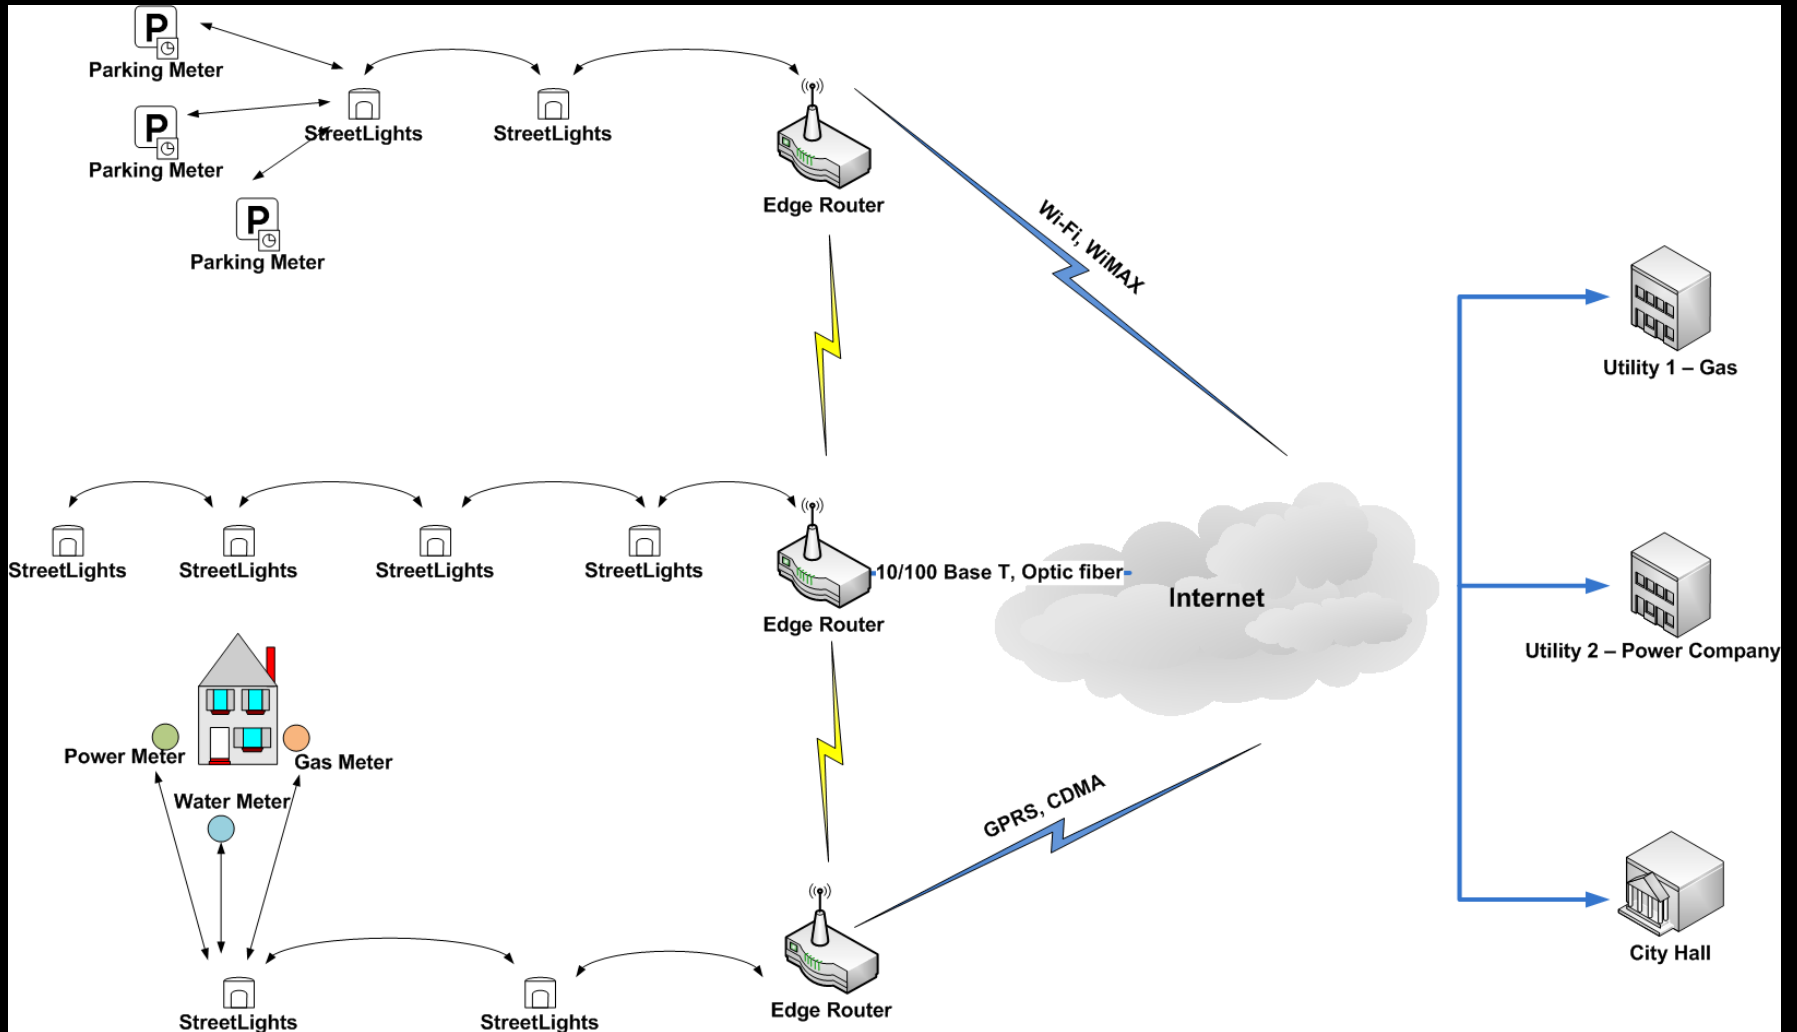 P
Parking Meter
P
Parking Meter
P
Parking Meter
StreetLights
StreetLights
Edge Router
Wi-Fi, WiMAX
Utility 1 – Gas
StreetLights
StreetLights
StreetLights
StreetLights
Edge Router
10/100 Base T, Optic fiber
Internet
Utility 2 – Power Company
Power Meter
Gas Meter
Water Meter
GPRS, CDMA
StreetLights
StreetLights
Edge Router
City Hall